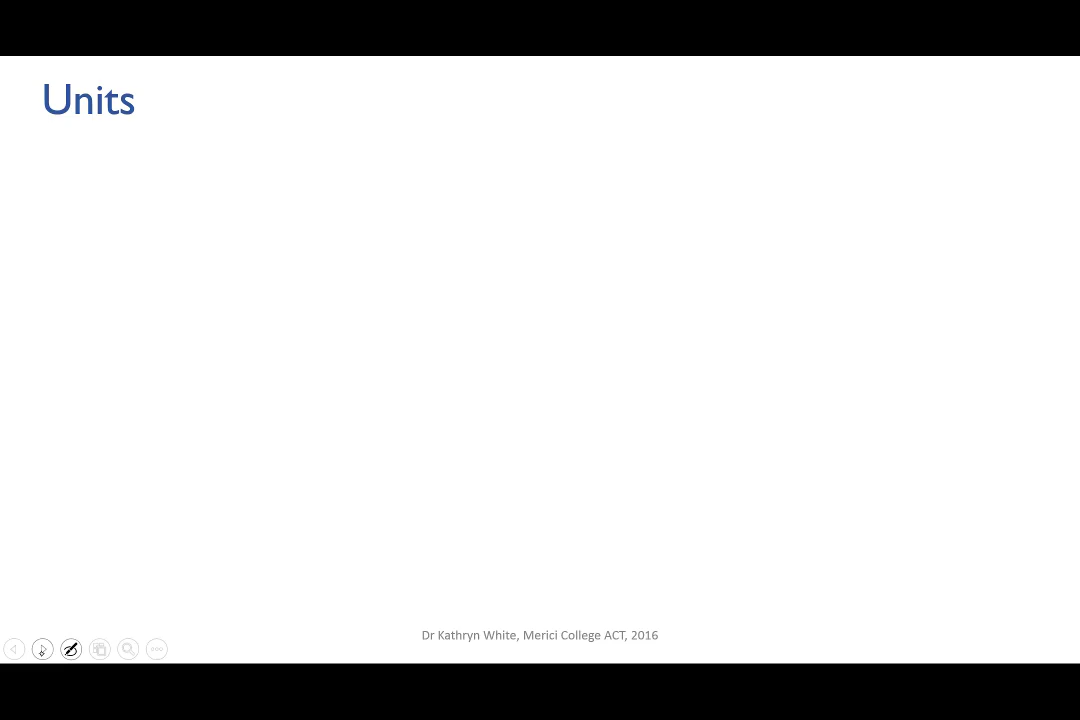 Units
Dr Kathryn White, Merici College ACT, 2016